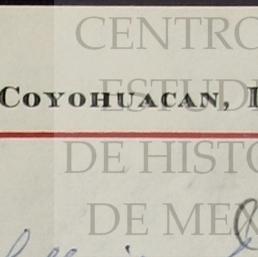 CENTRO
ESTUDI
COYOHUACAN,
DE HISTO
DE MEX